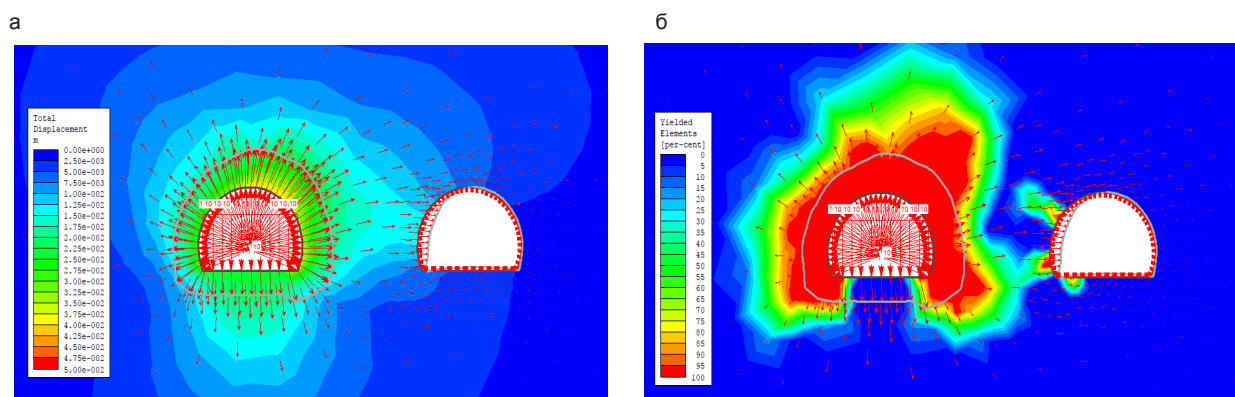 а
б
Total
Displacement
m
0.00e+000
2.50e-003
5.00e-003
7.50e-003
1.00e-002
1.25e-002
1.50e-002
1.75e-002
2.00e-002
2.25e-002
2.50e-002
2.75e-002
3.00e-002
3.25e-002
3.50e-002
3.75e-002
4.00e-002
4.25e-002
4.50e-002
4.75e-002
5.00e-002
10
Yielded
Elements
[per-cent]
0
5
10
15
20
25
30
35
40
45
50
55
60
65
70
75
80
85
90
95
100
10